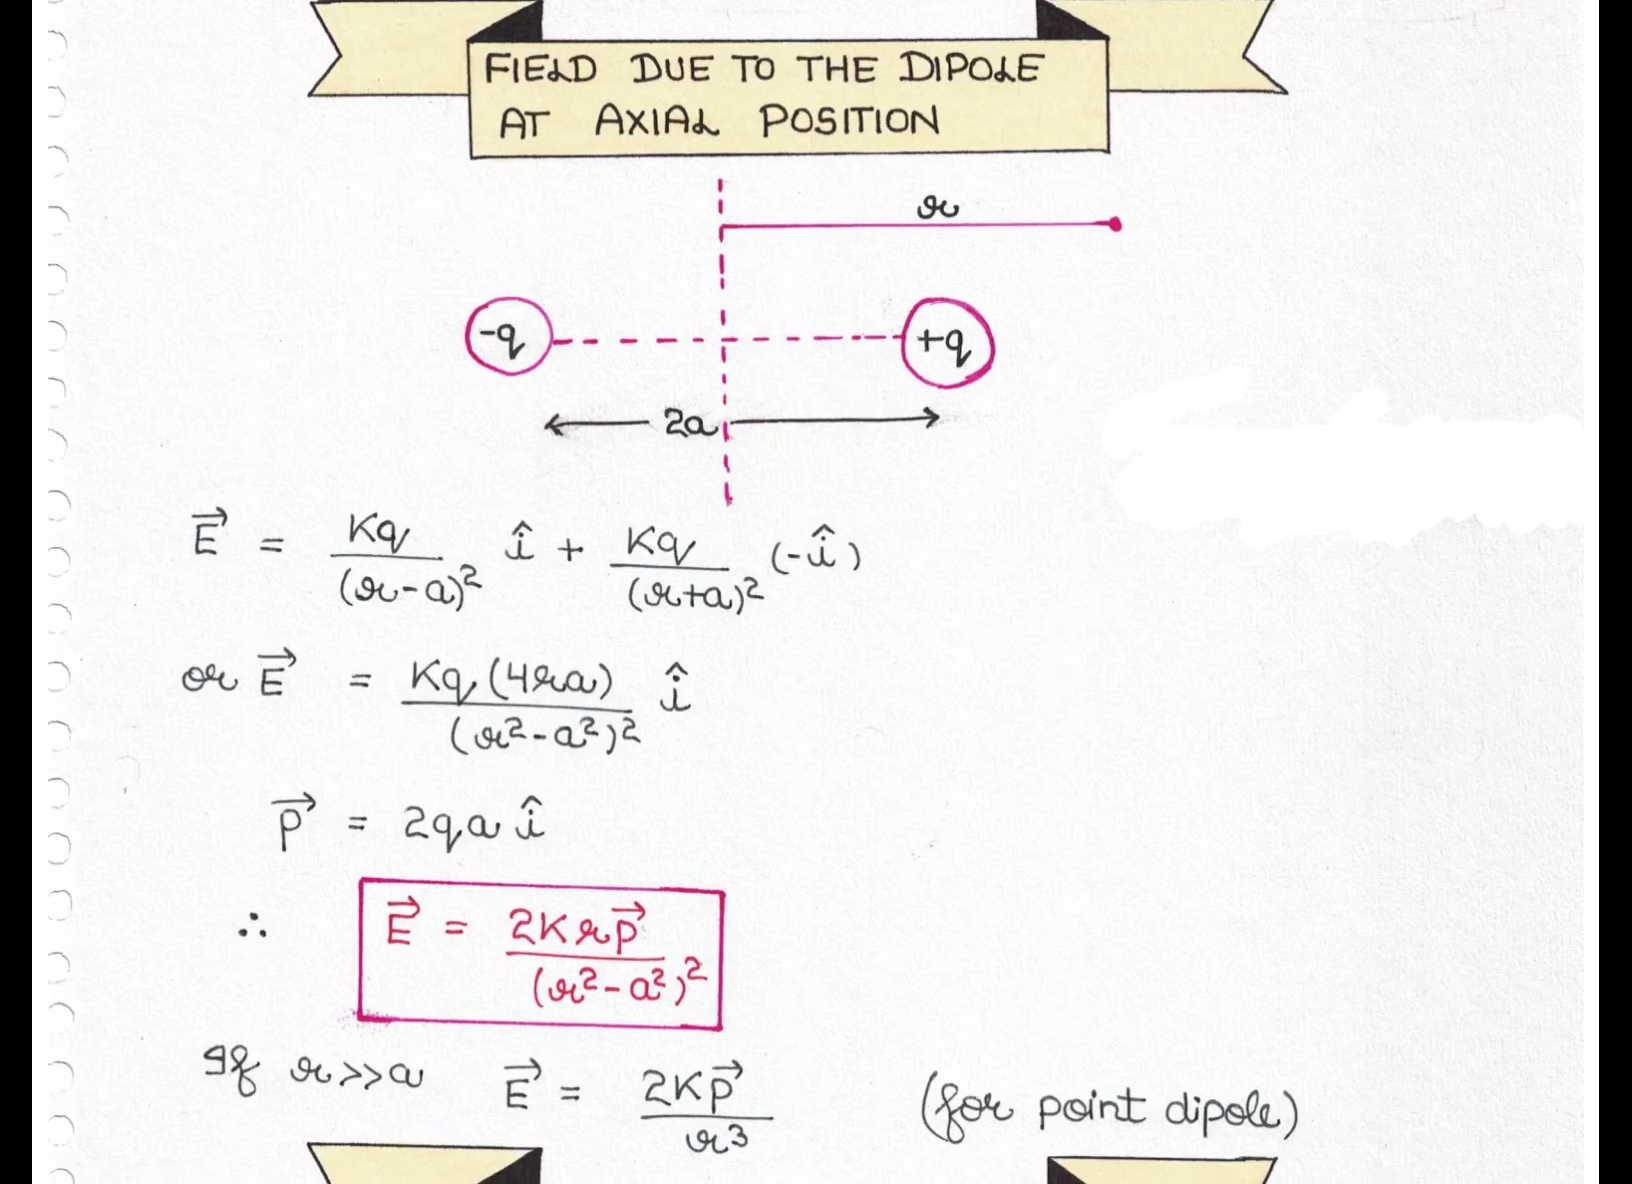 FIELD DUE TO THE DIPOLE
AT AXIAL POSITION
r
-q
+q
2a
E⃗ = Kq/(r-a)² î + Kq/(r+a)² (-î)
or E⃗ = Kq(4ra)/(r²-a²)² î
p⃗ = 2qa î
∴ E⃗ = 2Krp⃗/(r²-a²)²
If r>>a E⃗ = 2Kp⃗/r³ (for point dipole)